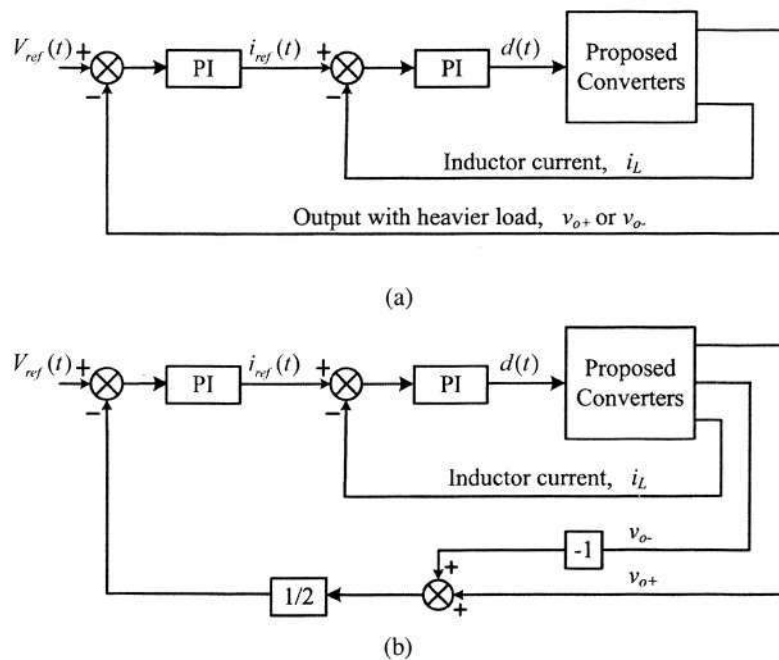 V_ref(t) + PI i_ref(t) + PI d(t) Proposed Converters
− −
Inductor current, i_L
Output with heavier load, v_o+ or v_o-
(a)
V_ref(t) + PI i_ref(t) + PI d(t) Proposed Converters
− −
Inductor current, i_L
-1 v_o-
+
1/2 + v_o+
(b)